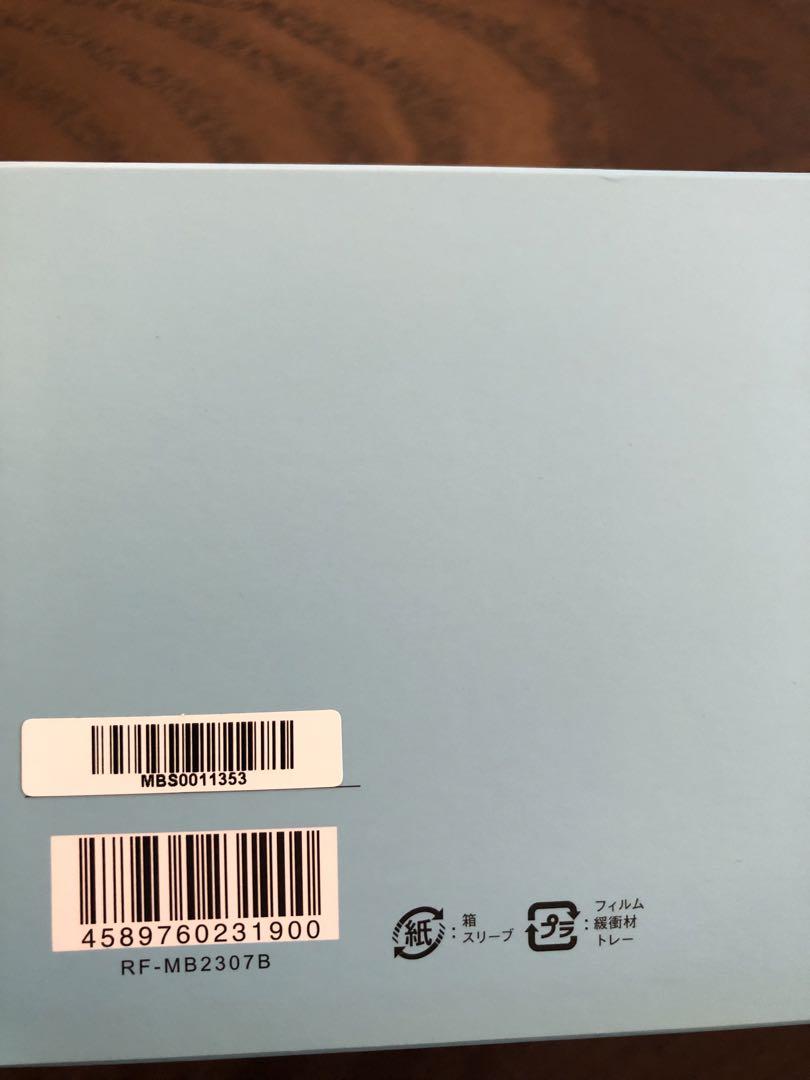 MBS0011353
4589760231900
RF-MB2307B
紙 : 箱
スリーブ
プラ : フィルム
緩衝材
トレー